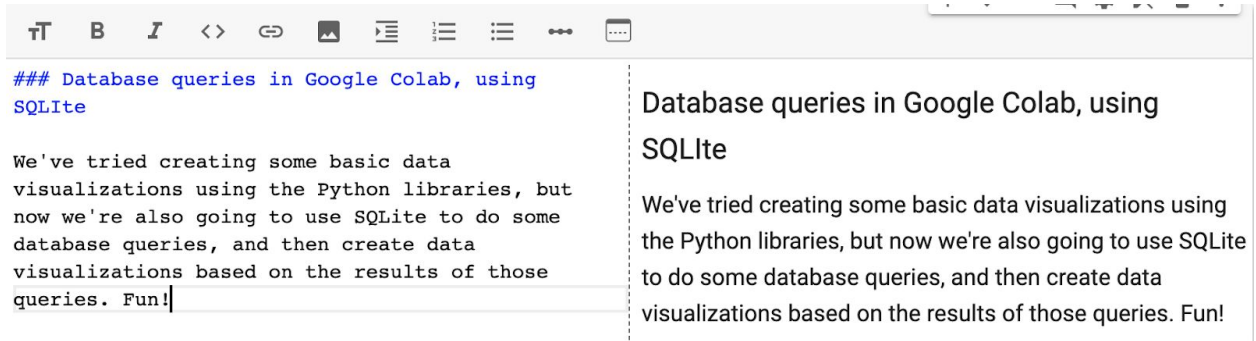 ### Database queries in Google Colab, using
SQLIte
We've tried creating some basic data
visualizations using the Python libraries, but
now we're also going to use SQLite to do some
database queries, and then create data
visualizations based on the results of those
queries. Fun!
Database queries in Google Colab, using
SQLIte
We've tried creating some basic data visualizations using
the Python libraries, but now we're also going to use SQLite
to do some database queries, and then create data
visualizations based on the results of those queries. Fun!